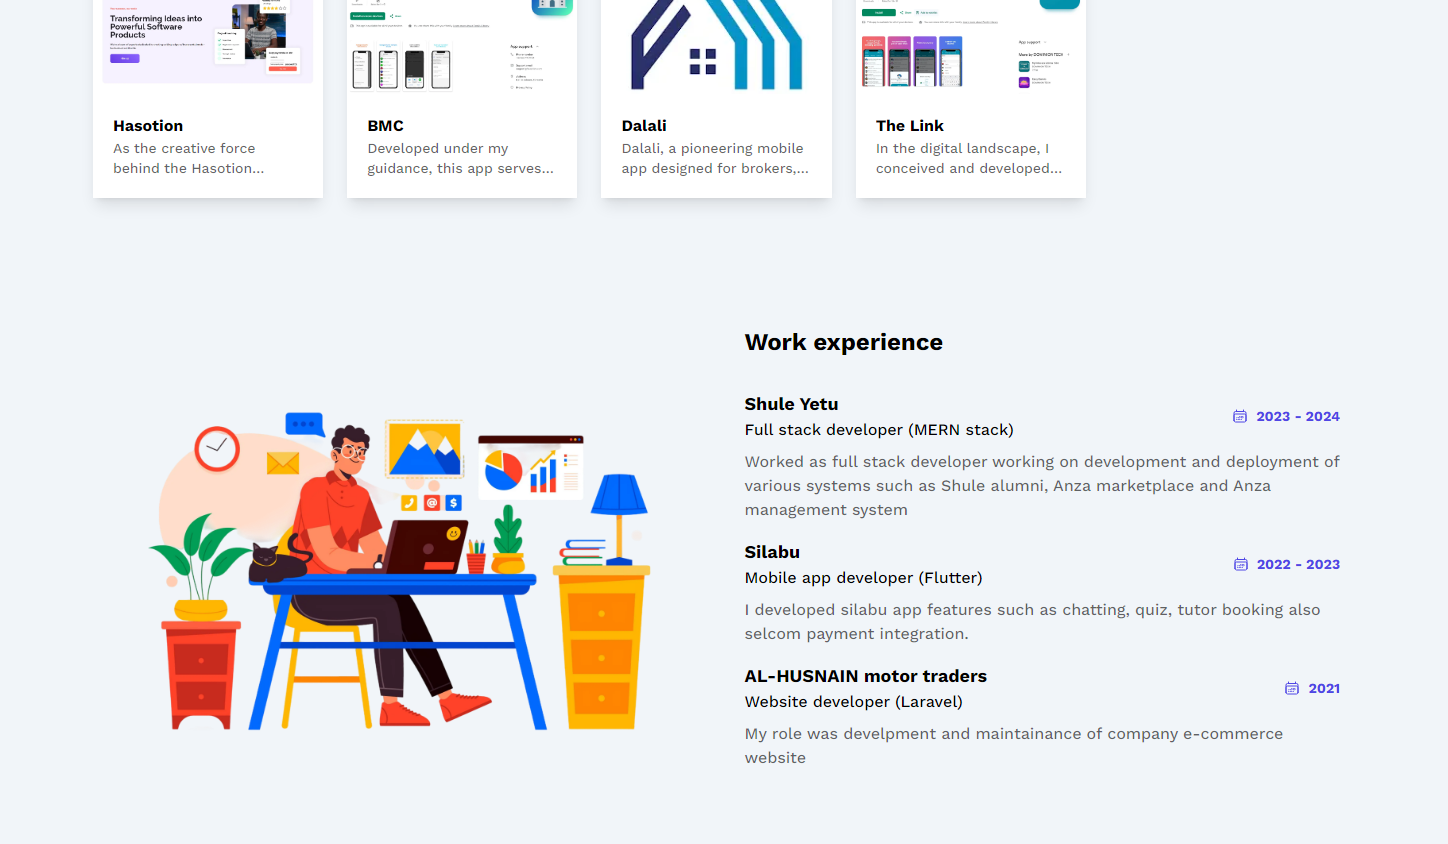 Transforming Ideas into
Powerful Software
Products
Hasotion
As the creative force
behind the Hasotion...
BMC
Developed under my
guidance, this app serves...
App support
Dalali
Dalali, a pioneering mobile
app designed for brokers,...
App support
The Link
In the digital landscape, I
conceived and developed...
Work experience
Shule Yetu
Full stack developer (MERN stack)
2023 - 2024
Worked as full stack developer working on development and deployment of
various systems such as Shule alumni, Anza marketplace and Anza
management system
Silabu
Mobile app developer (Flutter)
2022 - 2023
I developed silabu app features such as chatting, quiz, tutor booking also
selcom payment integration.
AL-HUSNAIN motor traders
Website developer (Laravel)
2021
My role was develpment and maintainance of company e-commerce
website